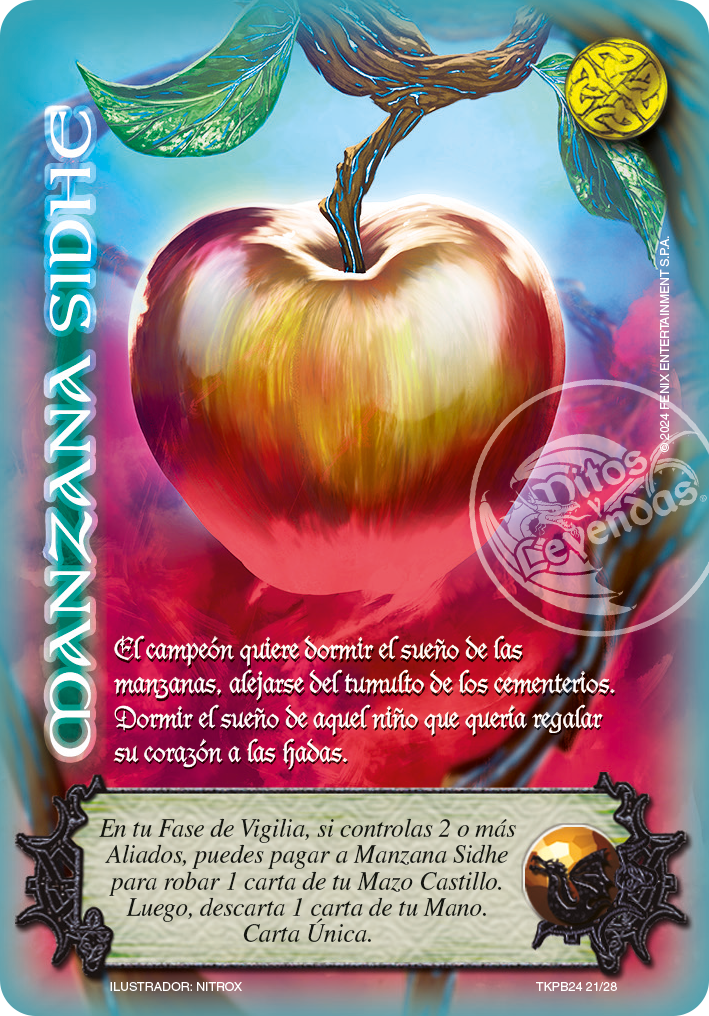 MANZANA SIDHE
© 2024 FENIX ENTERTAINMENT S.P.A.
Mitos
y
Leyendas®
El campeón quiere dormir el sueño de las
manzanas, alejarse del tumulto de los cementerios.
Dormir el sueño de aquel niño que quería regalar
su corazón a las hadas.
En tu Fase de Vigilia, si controlas 2 o más
Aliados, puedes pagar a Manzana Sidhe
para robar 1 carta de tu Mazo Castillo.
Luego, descarta 1 carta de tu Mano.
Carta Única.
ILUSTRADOR: NITROX
TKPB24 21/28